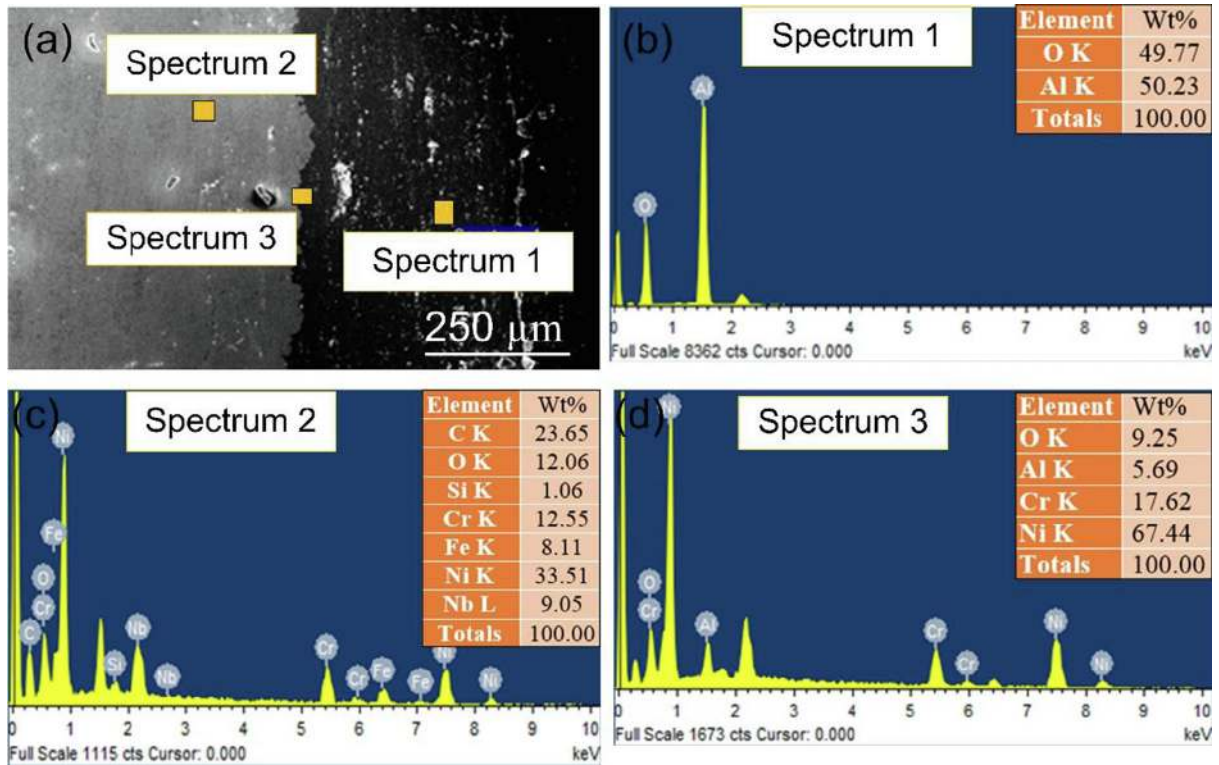 (a)
Spectrum 2
Spectrum 3
Spectrum 1
250 μm
(b)
Spectrum 1
Element Wt%
O K 49.77
Al K 50.23
Totals 100.00
Al
O
0 1 2 3 4 5 6 7 8 9 10
Full Scale 8362 cts Cursor: 0.000 keV
(c)
Spectrum 2
Element Wt%
C K 23.65
O K 12.06
Si K 1.06
Cr K 12.55
Fe K 8.11
Ni K 33.51
Nb L 9.05
Totals 100.00
Ni
Fe
O
Cr
C
Si
Nb
Nb
Cr
Cr
Fe
Fe
Ni
Ni
0 1 2 3 4 5 6 7 8 9 10
Full Scale 1115 cts Cursor: 0.000 keV
(d)
Spectrum 3
Element Wt%
O K 9.25
Al K 5.69
Cr K 17.62
Ni K 67.44
Totals 100.00
Ni
O
Cr
Al
Cr
Cr
Ni
Ni
0 1 2 3 4 5 6 7 8 9 10
Full Scale 1673 cts Cursor: 0.000 keV